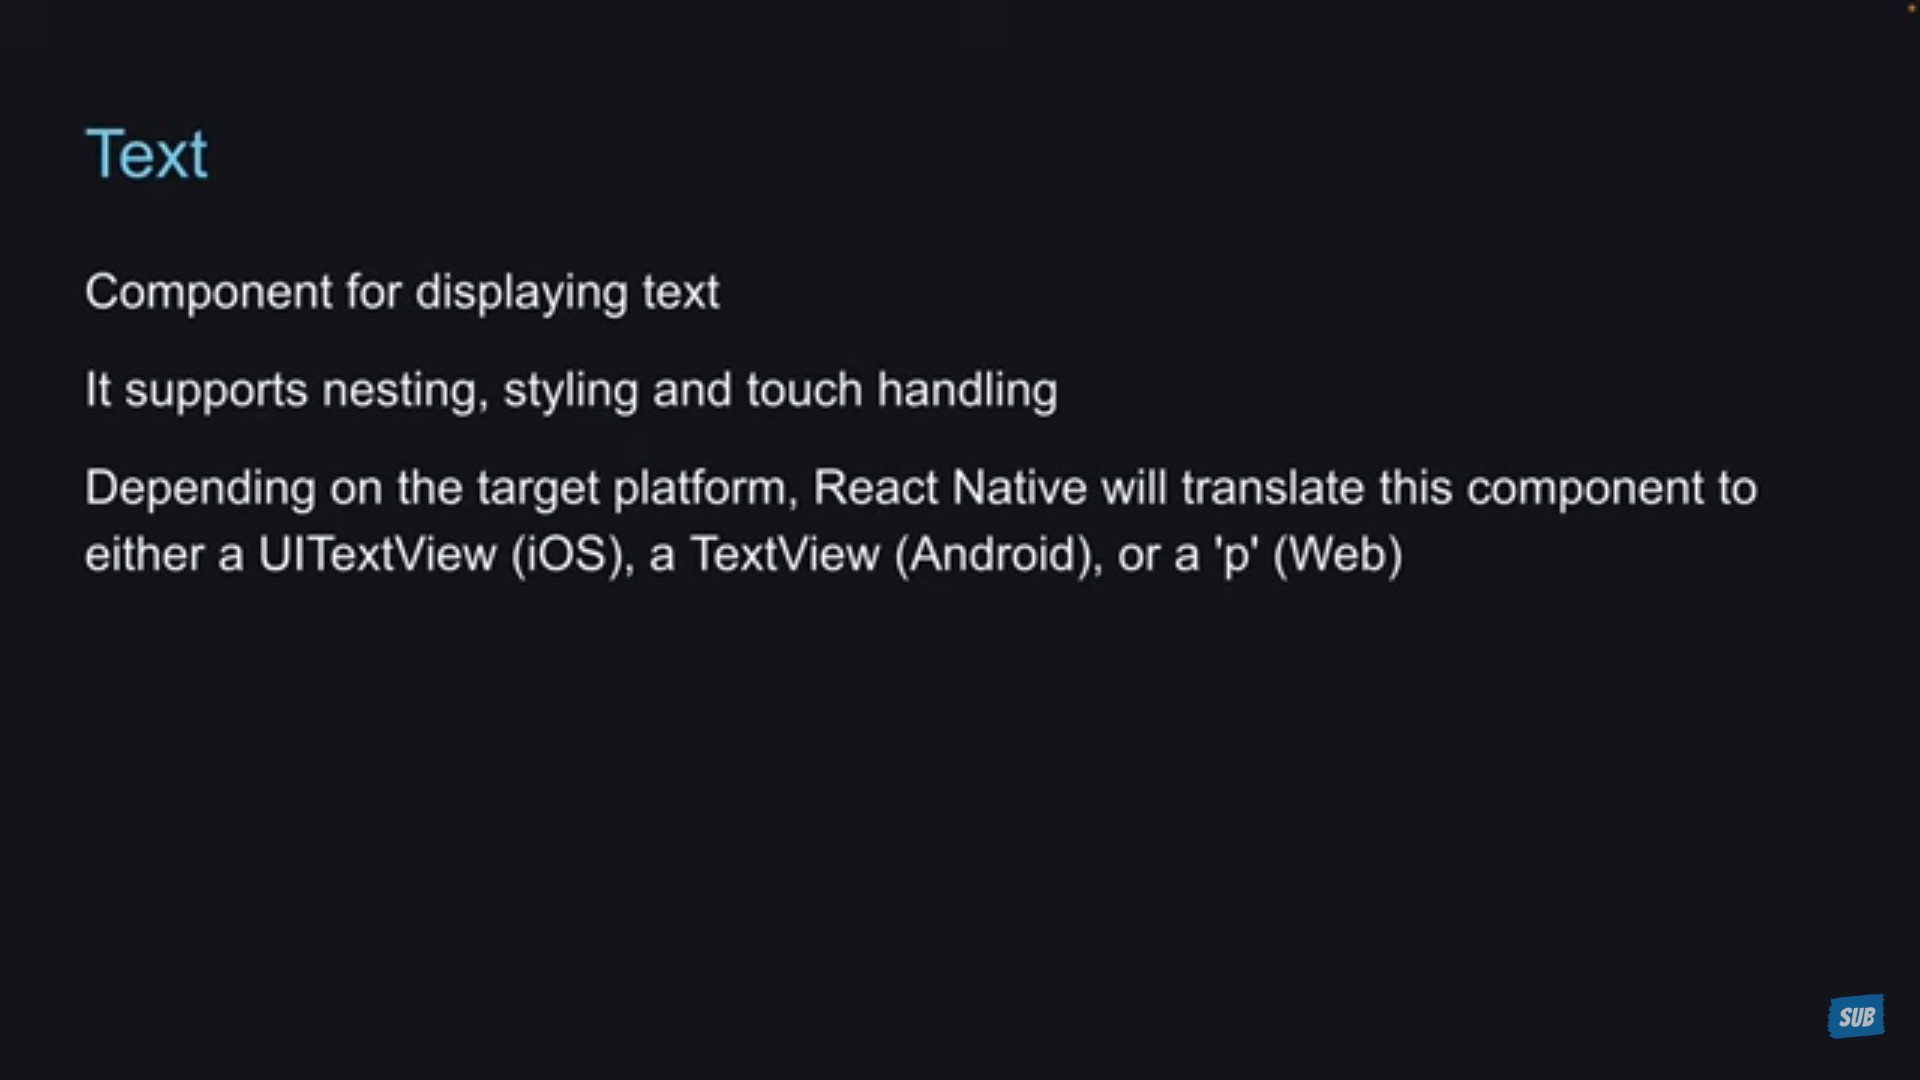 Text
Component for displaying text
It supports nesting, styling and touch handling
Depending on the target platform, React Native will translate this component to
either a UITextView (iOS), a TextView (Android), or a 'p' (Web)
SUB